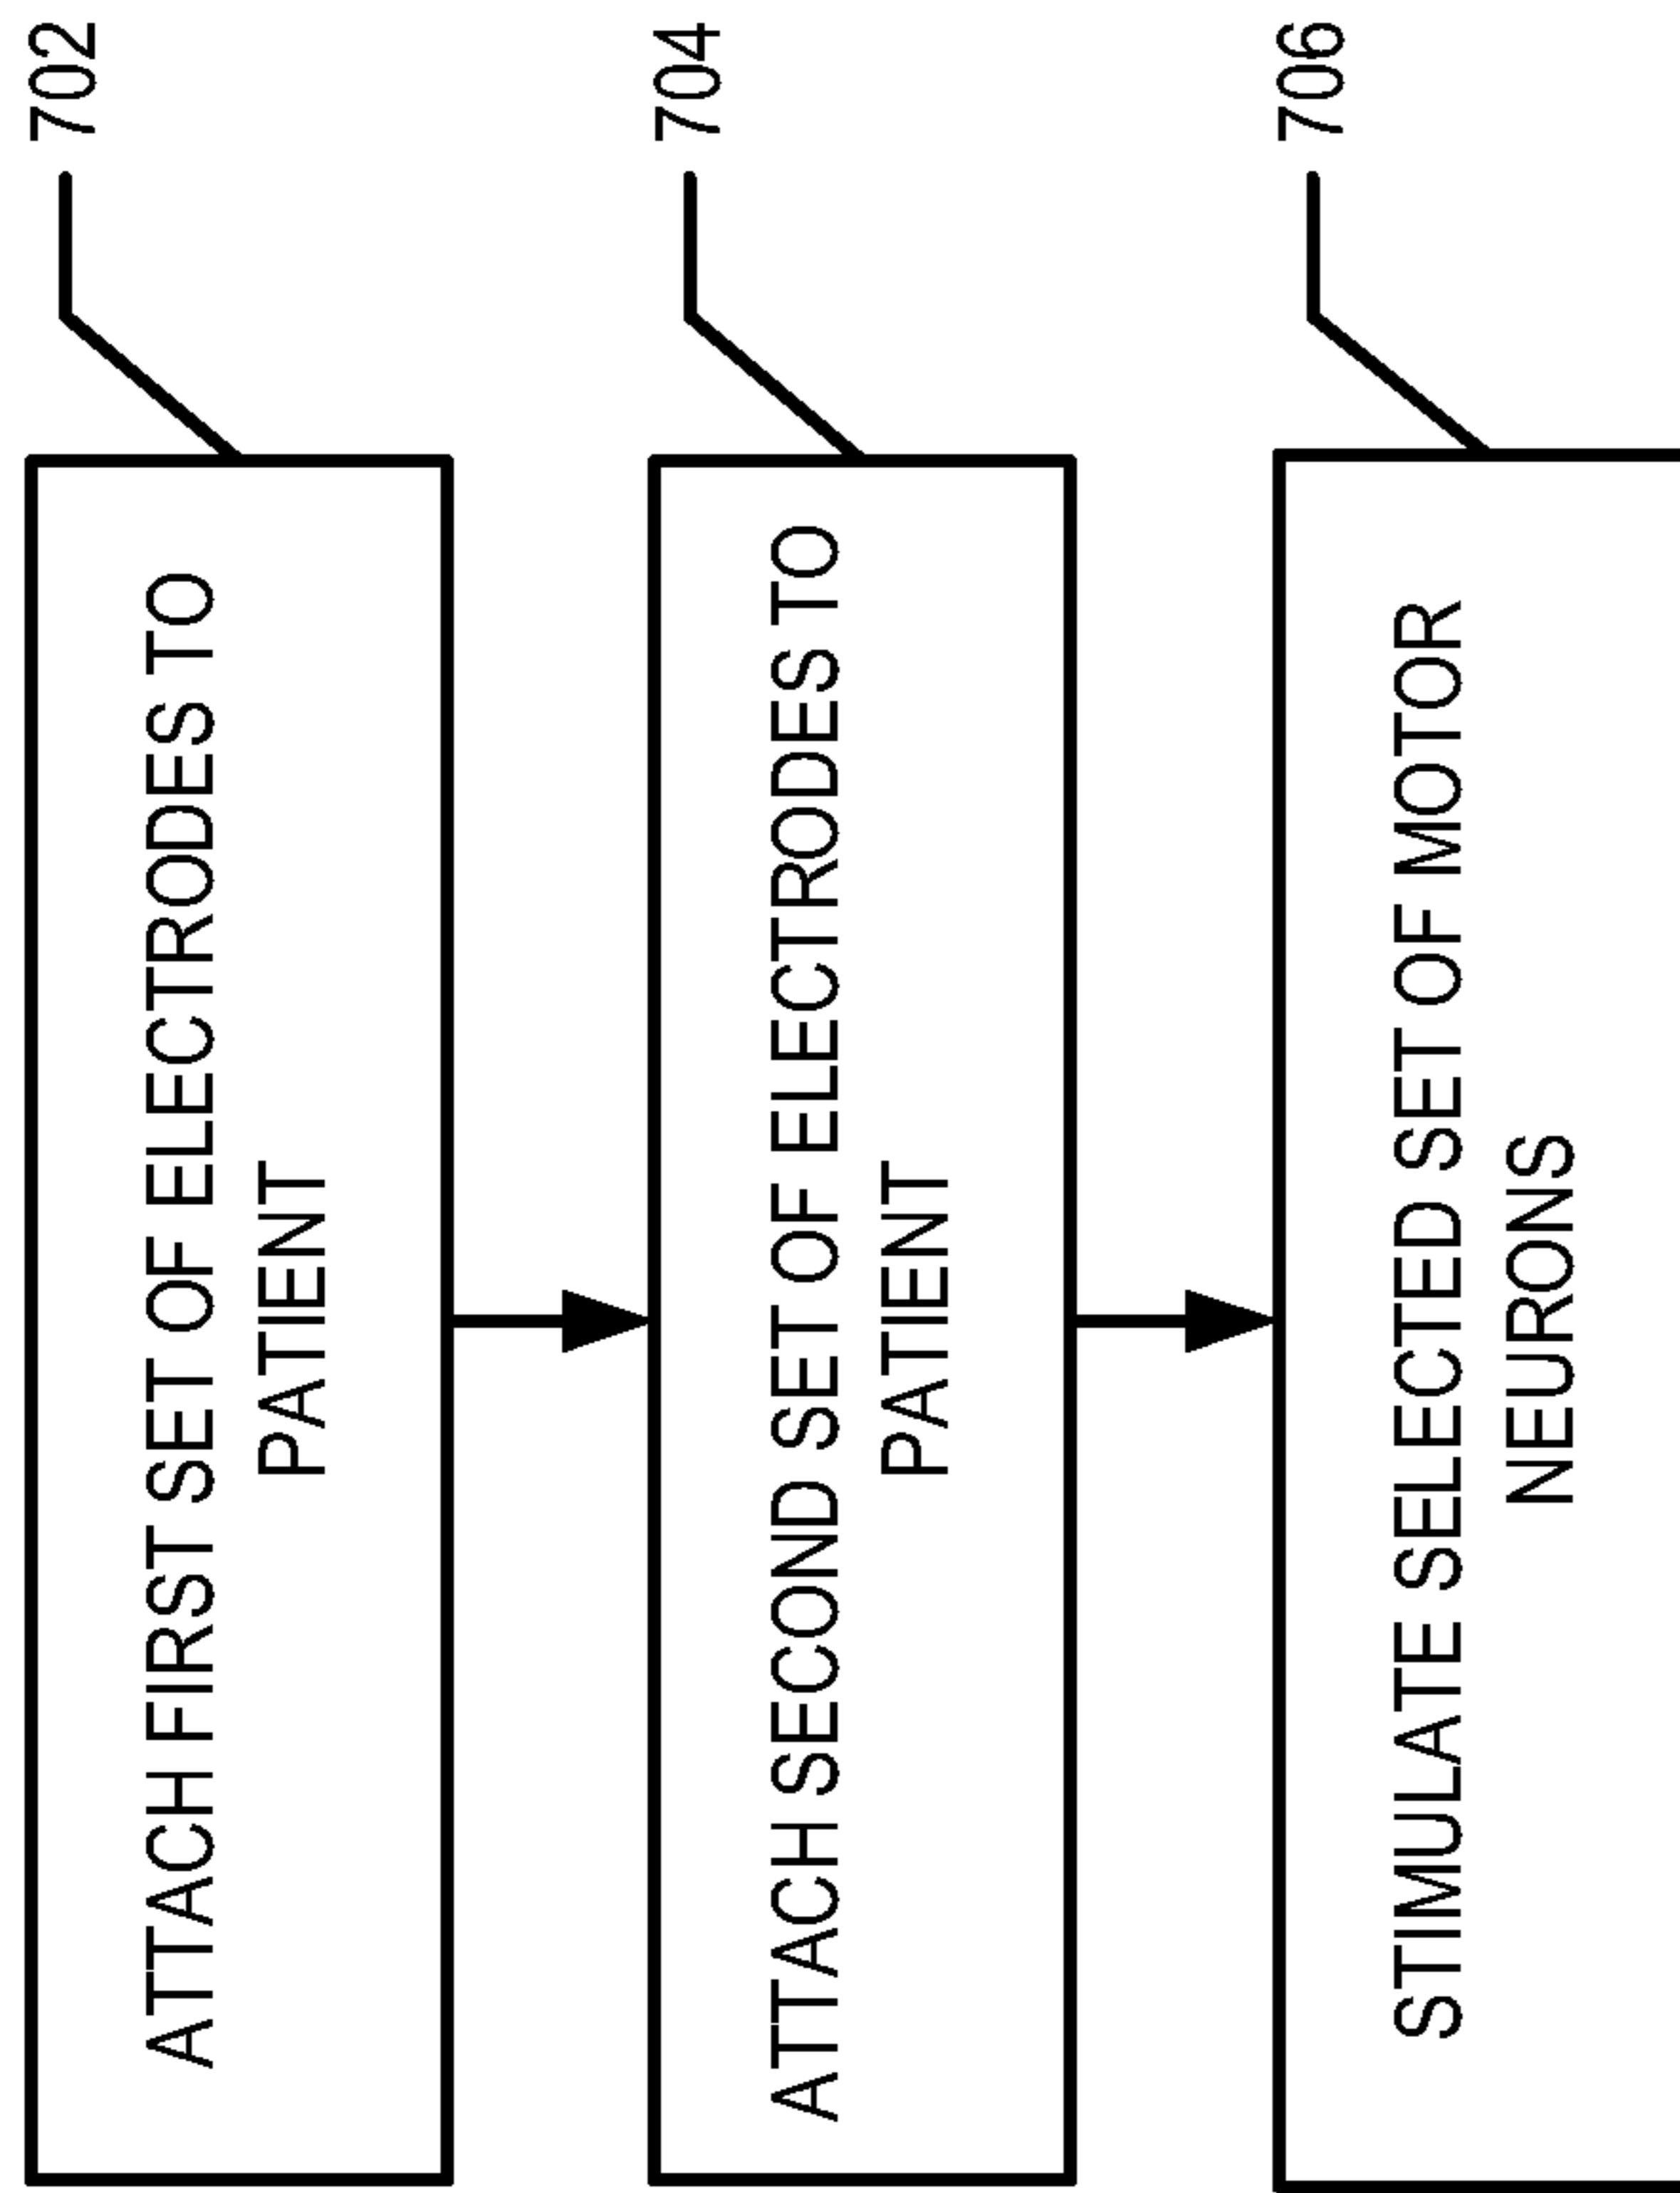 702
ATTACH FIRST SET OF ELECTRODES TO
PATIENT
704
ATTACH SECOND SET OF ELECTRODES TO
PATIENT
706
STIMULATE SELECTED SET OF MOTOR
NEURONS